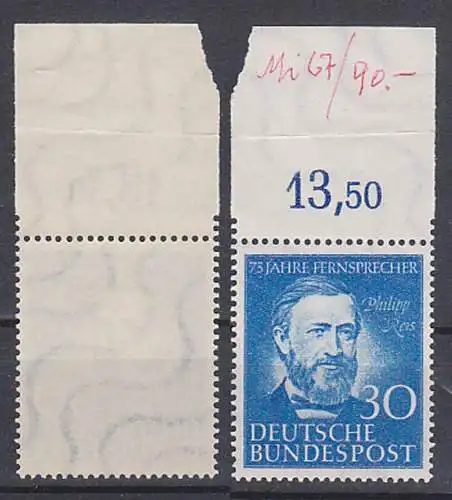 Mi 67/90.-
13,50
75 JAHRE FERNSPRECHER
Philipp
Reis
30
DEUTSCHE
BUNDESPOST